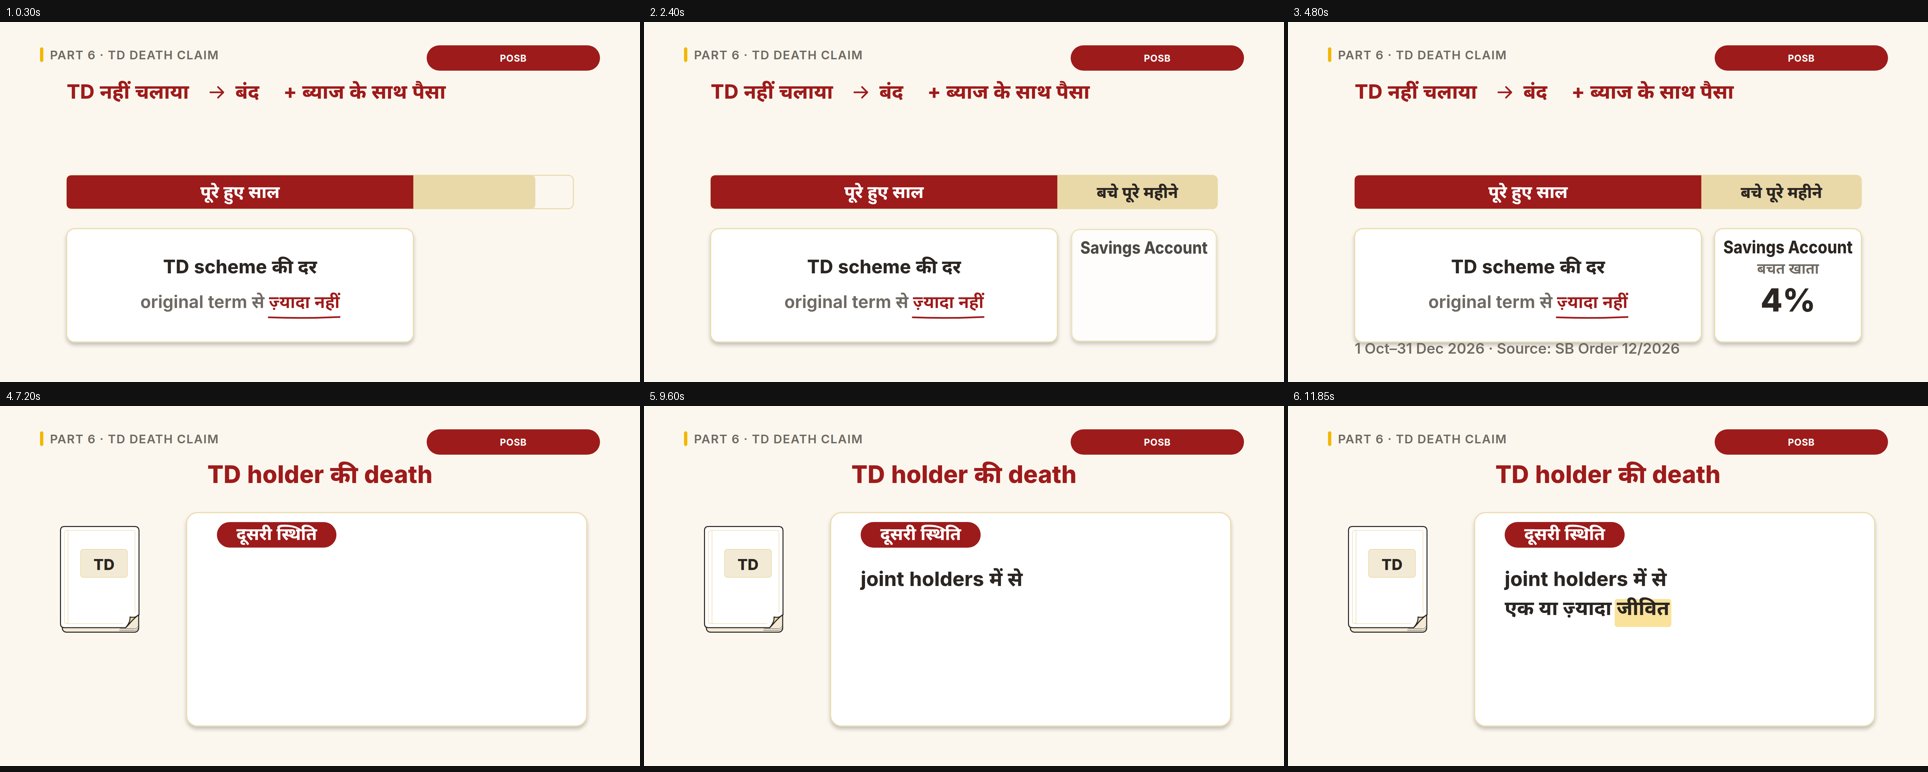 1. 0.30s
PART 6 · TD DEATH CLAIM
POSB
TD नहीं चलाया → बंद + ब्याज के साथ पैसा
पूरे हुए साल
TD scheme की दर
original term से ज़्यादा नहीं
2. 2.40s
PART 6 · TD DEATH CLAIM
POSB
TD नहीं चलाया → बंद + ब्याज के साथ पैसा
पूरे हुए साल
बचे पूरे महीने
TD scheme की दर
original term से ज़्यादा नहीं
Savings Account
3. 4.80s
PART 6 · TD DEATH CLAIM
POSB
TD नहीं चलाया → बंद + ब्याज के साथ पैसा
पूरे हुए साल
बचे पूरे महीने
TD scheme की दर
original term से ज़्यादा नहीं
Savings Account
बचत खाता
4%
1 Oct–31 Dec 2026 · Source: SB Order 12/2026
4. 7.20s
PART 6 · TD DEATH CLAIM
POSB
TD holder की death
TD
दूसरी स्थिति
5. 9.60s
PART 6 · TD DEATH CLAIM
POSB
TD holder की death
TD
दूसरी स्थिति
joint holders में से
6. 11.85s
PART 6 · TD DEATH CLAIM
POSB
TD holder की death
TD
दूसरी स्थिति
joint holders में से
एक या ज़्यादा जीवित